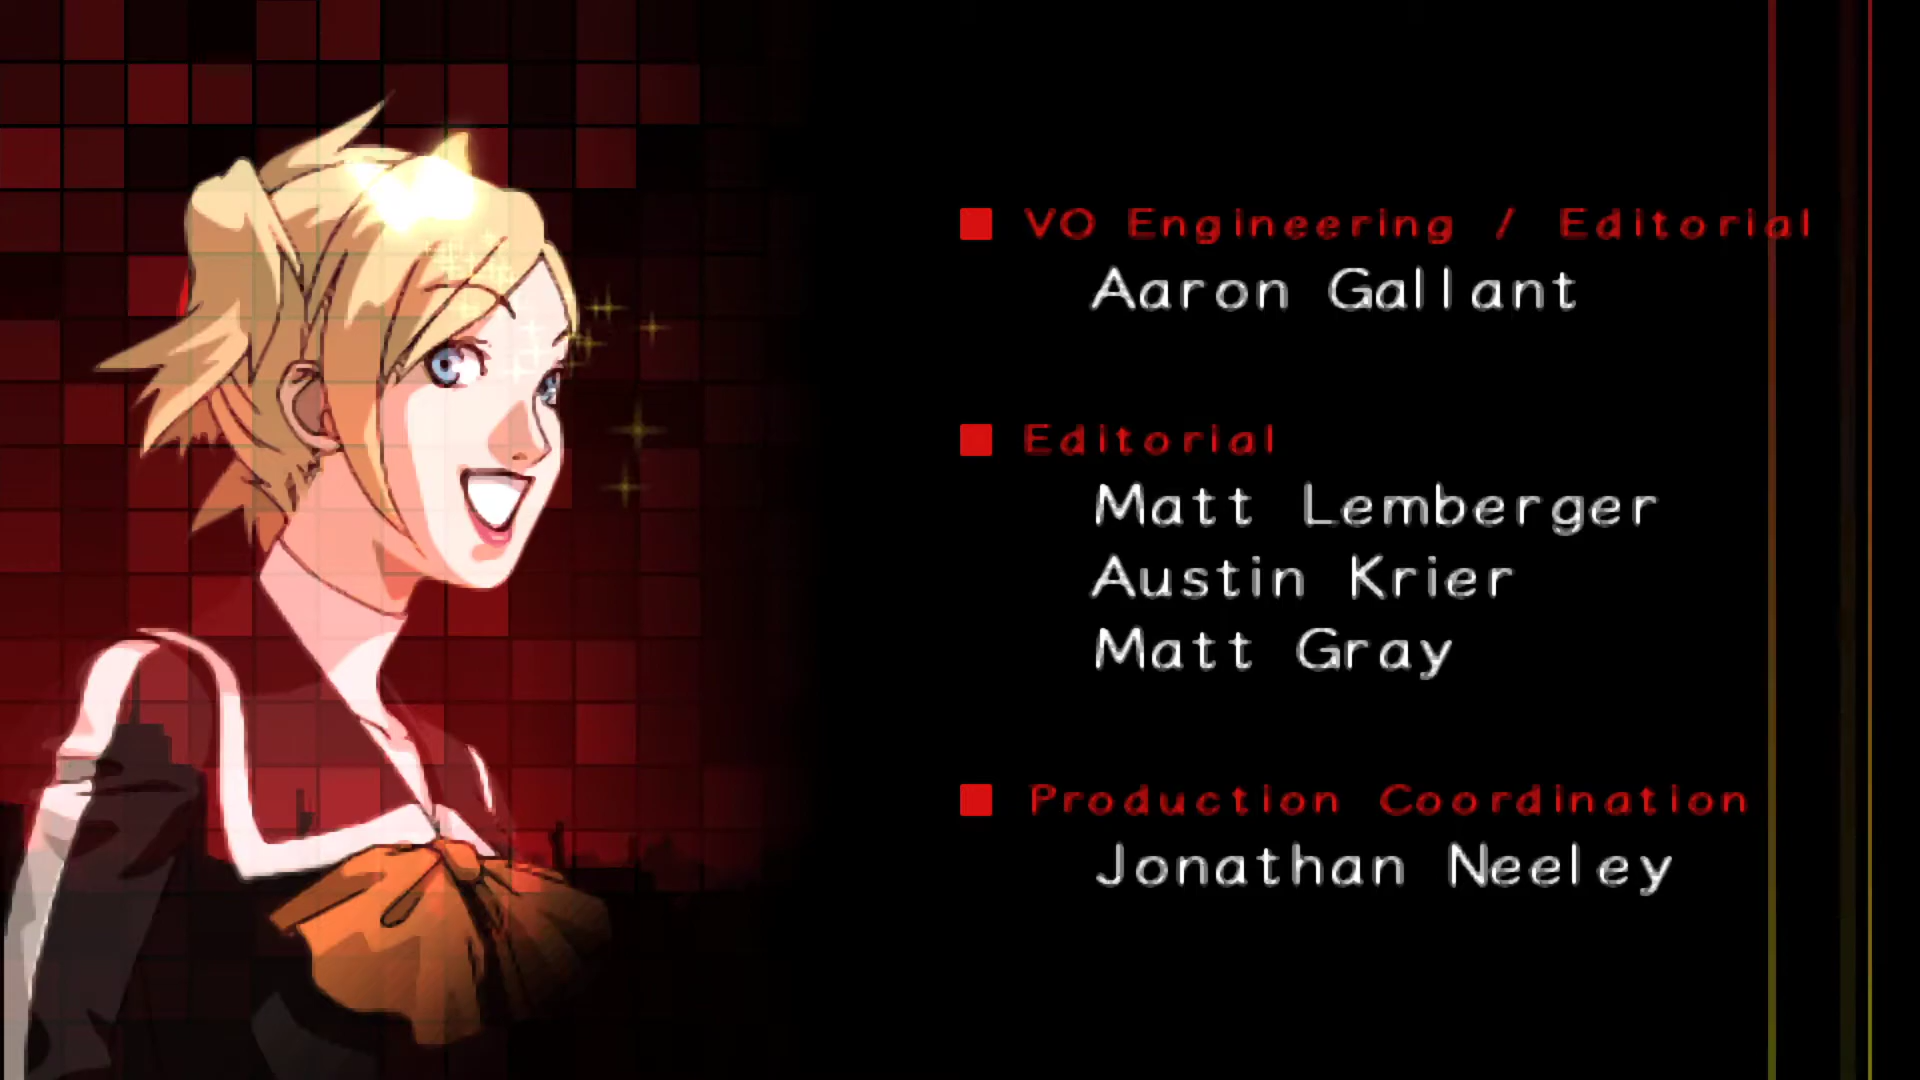 VO Engineering / Editorial
Aaron Gallant
Editorial
Matt Lemberger
Austin Krier
Matt Gray
Production Coordination
Jonathan Neeley